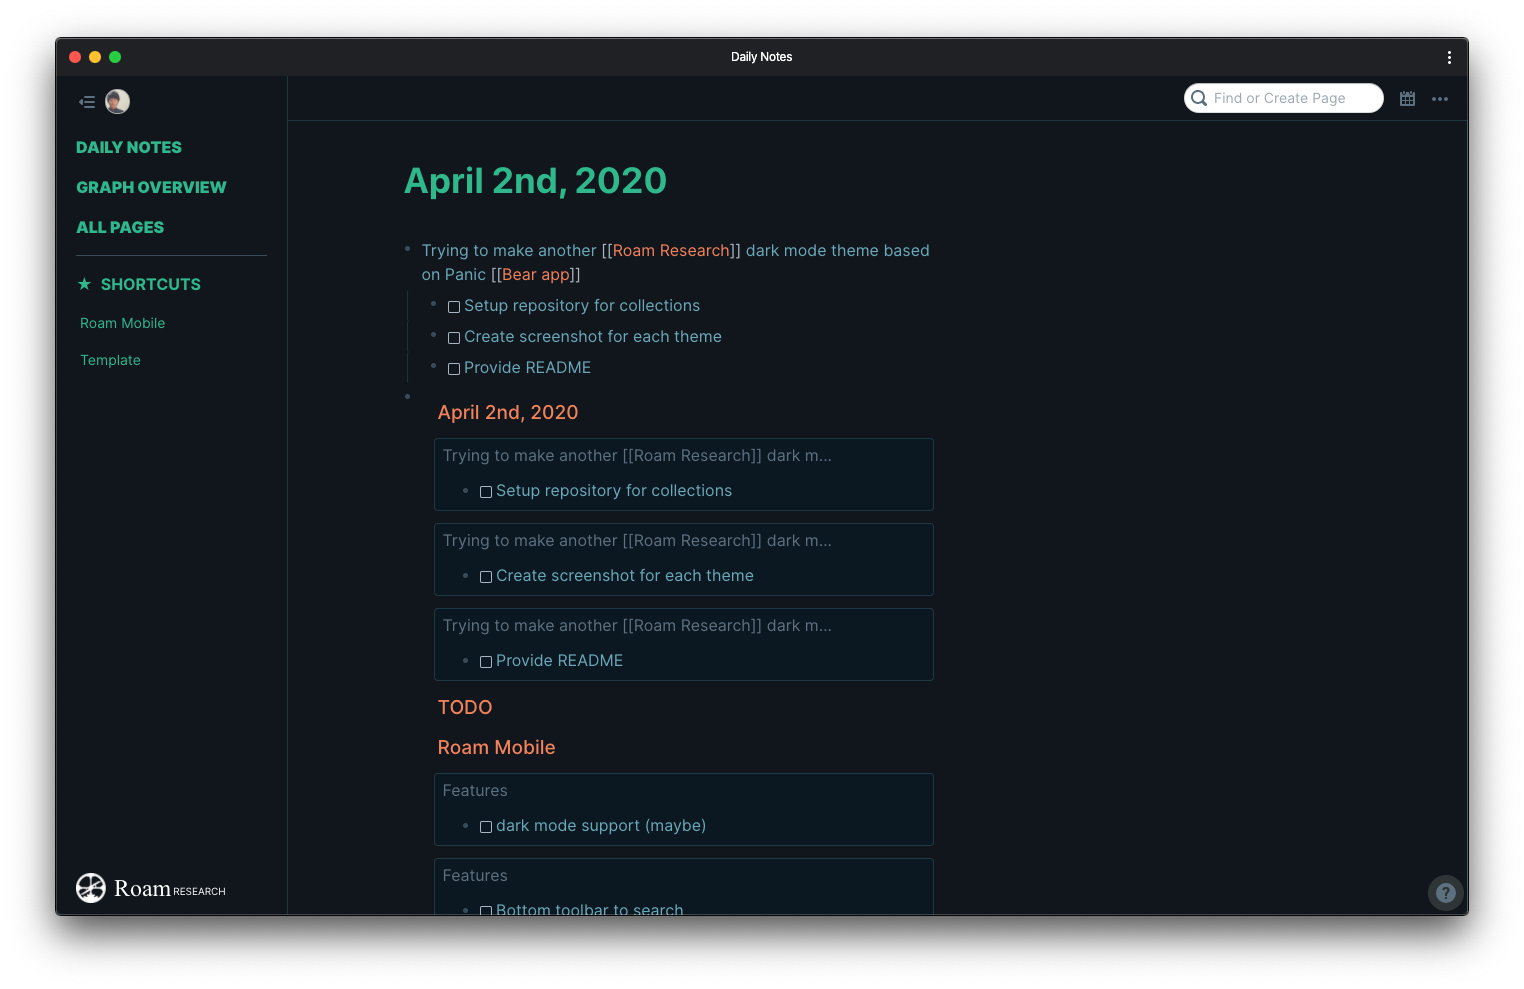 Daily Notes
Find or Create Page
DAILY NOTES
GRAPH OVERVIEW
ALL PAGES
★ SHORTCUTS
Roam Mobile
Template
April 2nd, 2020
Trying to make another [[Roam Research]] dark mode theme based
on Panic [[Bear app]]
Setup repository for collections
Create screenshot for each theme
Provide README
April 2nd, 2020
Trying to make another [[Roam Research]] dark m...
Setup repository for collections
Trying to make another [[Roam Research]] dark m...
Create screenshot for each theme
Trying to make another [[Roam Research]] dark m...
Provide README
TODO
Roam Mobile
Features
dark mode support (maybe)
Features
Bottom toolbar to search
Roam RESEARCH
?